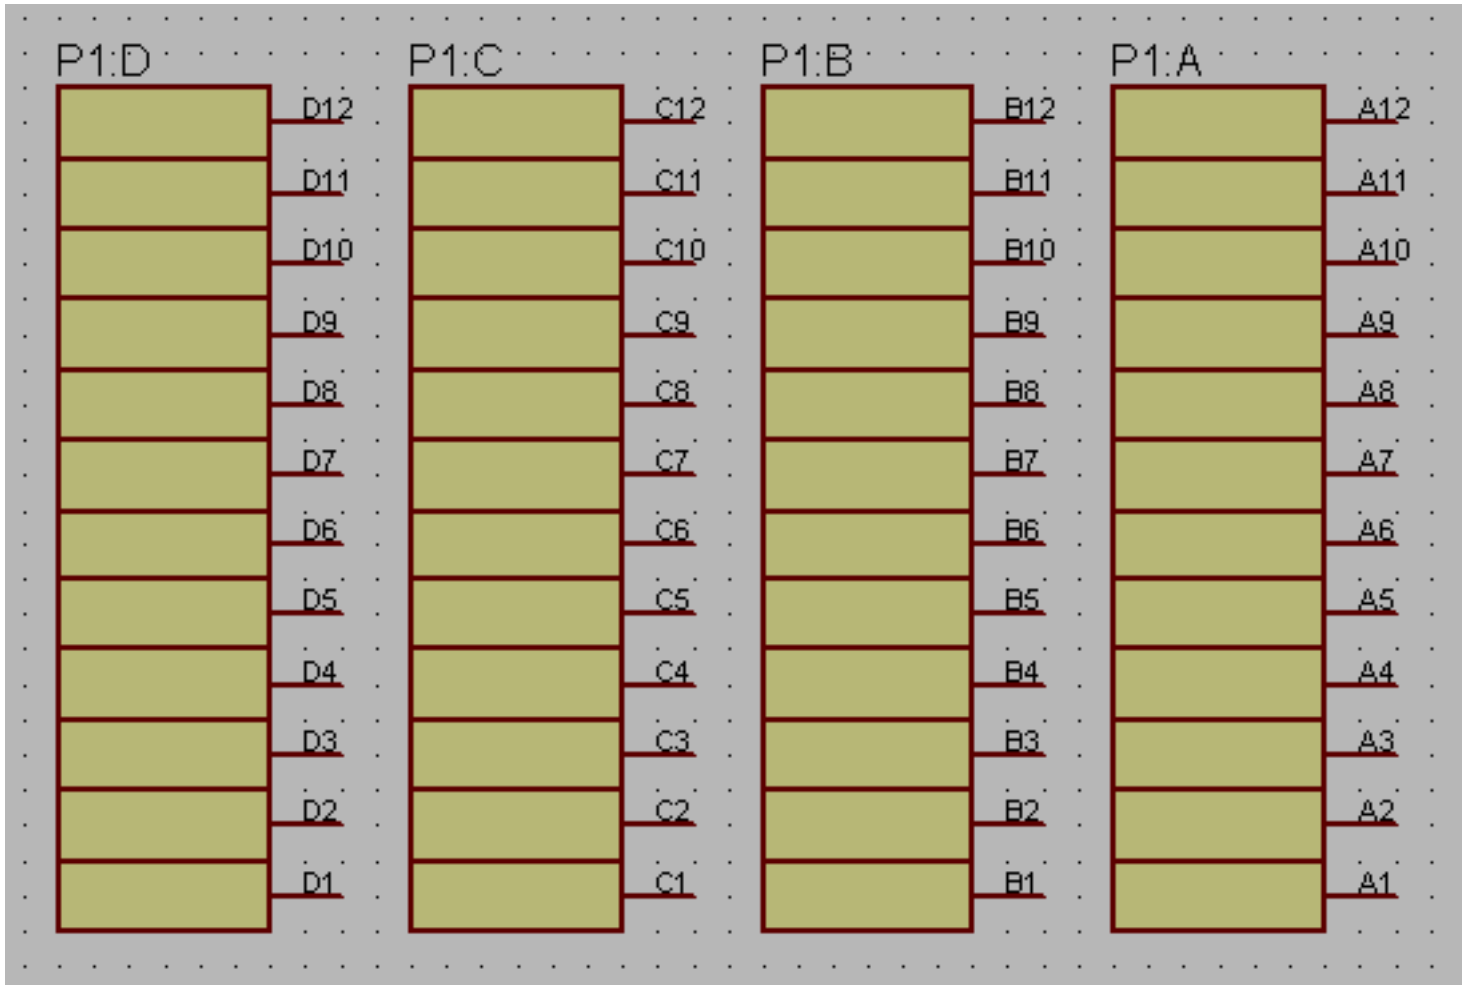 P1:D P1:C P1:B P1:A
D12 C12 B12 A12
D11 C11 B11 A11
D10 C10 B10 A10
D9 C9 B9 A9
D8 C8 B8 A8
D7 C7 B7 A7
D6 C6 B6 A6
D5 C5 B5 A5
D4 C4 B4 A4
D3 C3 B3 A3
D2 C2 B2 A2
D1 C1 B1 A1